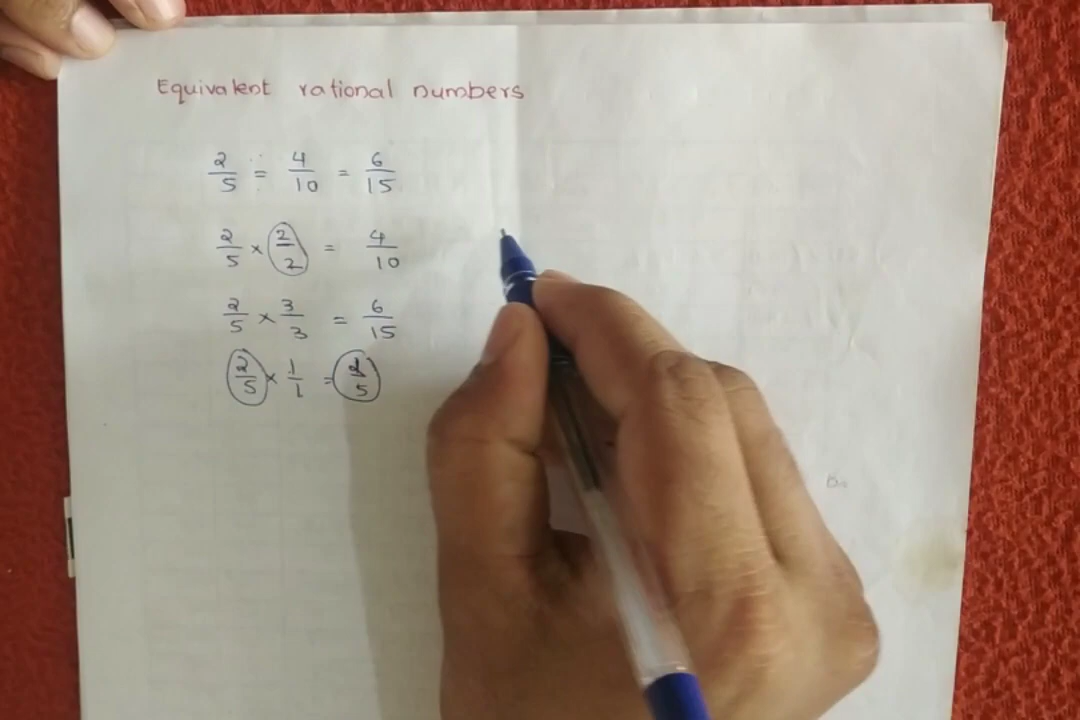 Equivalent rational numbers
2/5 = 4/10 = 6/15
2/5 × 2/2 = 4/10
2/5 × 3/3 = 6/15
2/5 × 1/1 = 2/5